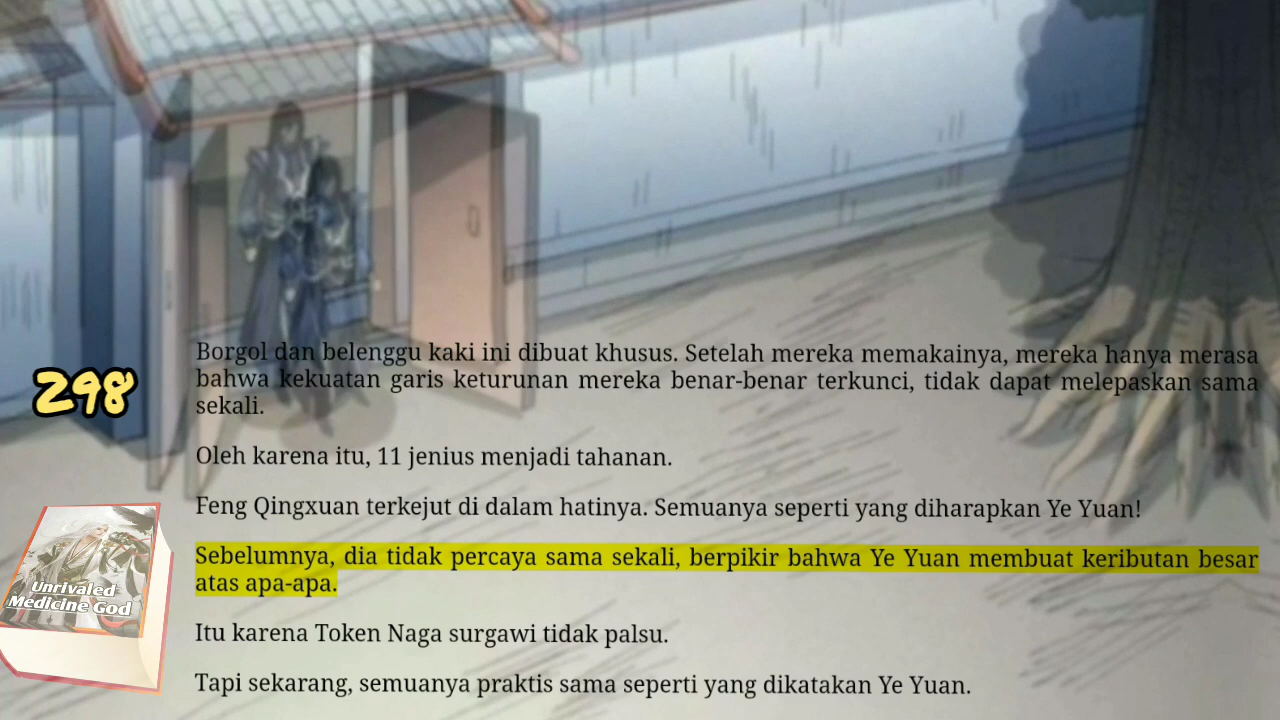 Borgol dan belenggu kaki ini dibuat khusus. Setelah mereka memakainya, mereka hanya merasa
bahwa kekuatan garis keturunan mereka benar-benar terkunci, tidak dapat melepaskan sama
sekali.
298
Oleh karena itu, 11 jenius menjadi tahanan.
Feng Qingxuan terkejut di dalam hatinya. Semuanya seperti yang diharapkan Ye Yuan!
Sebelumnya, dia tidak percaya sama sekali, berpikir bahwa Ye Yuan membuat keributan besar
atas apa-apa.
Unrivaled
Medicine God
Itu karena Token Naga surgawi tidak palsu.
Tapi sekarang, semuanya praktis sama seperti yang dikatakan Ye Yuan.